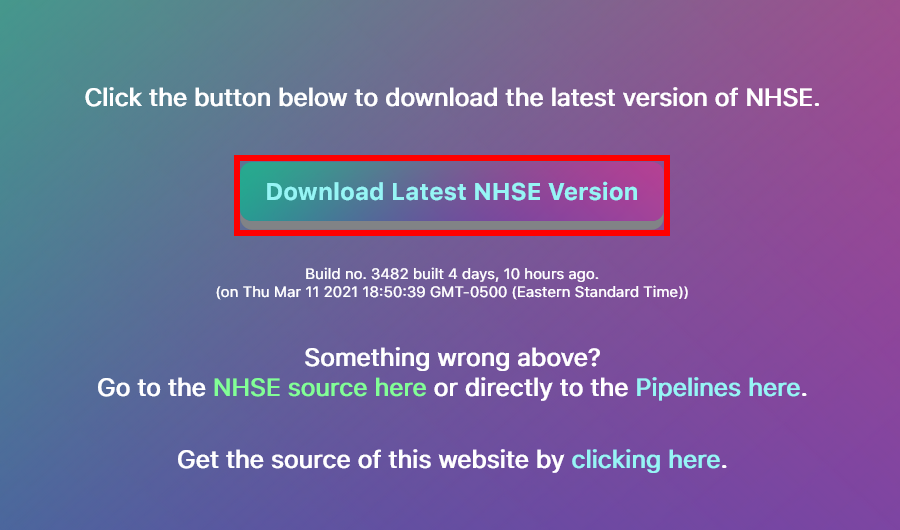 Click the button below to download the latest version of NHSE.
Download Latest NHSE Version
Build no. 3482 built 4 days, 10 hours ago.
(on Thu Mar 11 2021 18:50:39 GMT-0500 (Eastern Standard Time))
Something wrong above?
Go to the NHSE source here or directly to the Pipelines here.
Get the source of this website by clicking here.